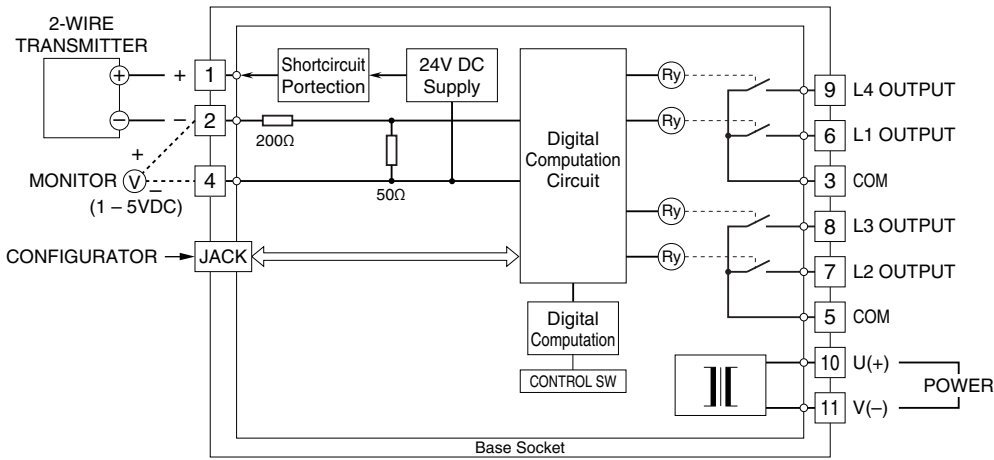 2-WIRE
TRANSMITTER
+
–
+
–
1
2
4
Shortcircuit
Portection
24V DC
Supply
200Ω
50Ω
+
MONITOR V
–
(1 – 5VDC)
CONFIGURATOR
JACK
Digital
Computation
Circuit
Digital
Computation
CONTROL SW
Ry
Ry
Ry
Ry
9 L4 OUTPUT
6 L1 OUTPUT
3 COM
8 L3 OUTPUT
7 L2 OUTPUT
5 COM
10 U(+)
POWER
11 V(–)
Base Socket